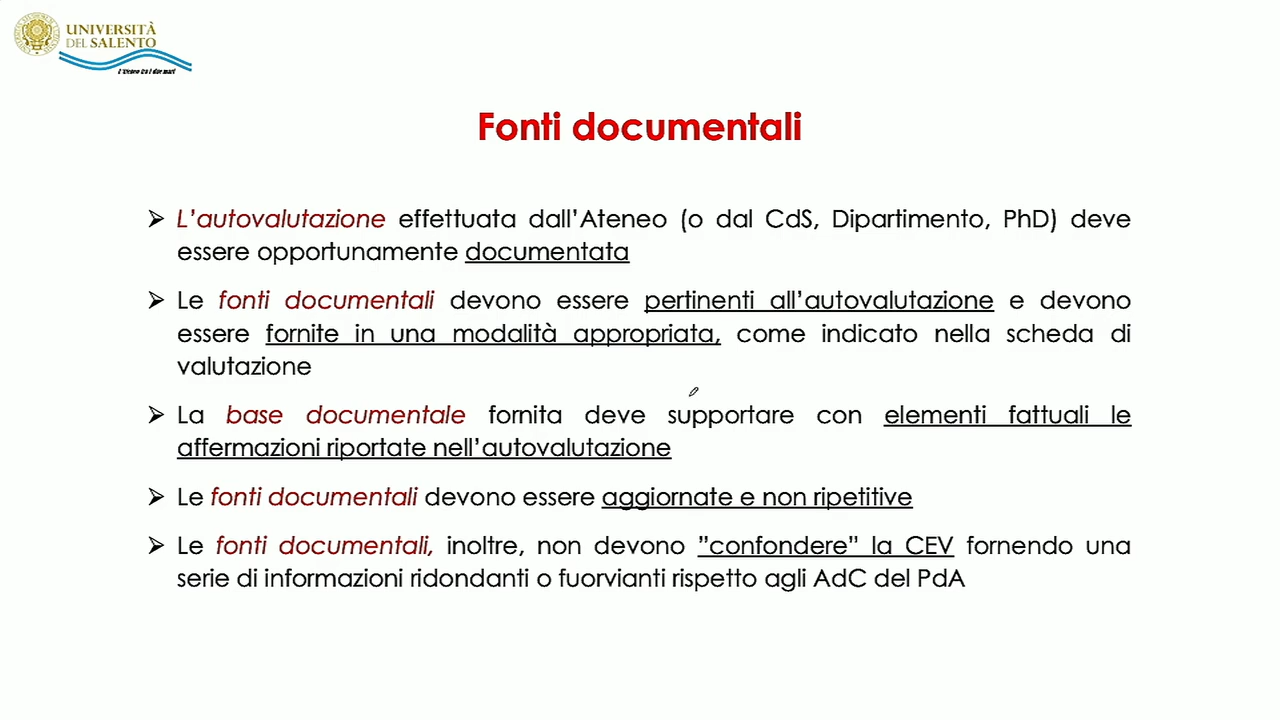 UNIVERSITÀ
DEL SALENTO
L'Ateneo tra i due mari
Fonti documentali
➢ L’autovalutazione effettuata dall’Ateneo (o dal CdS, Dipartimento, PhD) deve
essere opportunamente documentata
➢ Le fonti documentali devono essere pertinenti all’autovalutazione e devono
essere fornite in una modalità appropriata, come indicato nella scheda di
valutazione
➢ La base documentale fornita deve supportare con elementi fattuali le
affermazioni riportate nell’autovalutazione
➢ Le fonti documentali devono essere aggiornate e non ripetitive
➢ Le fonti documentali, inoltre, non devono ”confondere” la CEV fornendo una
serie di informazioni ridondanti o fuorvianti rispetto agli AdC del PdA